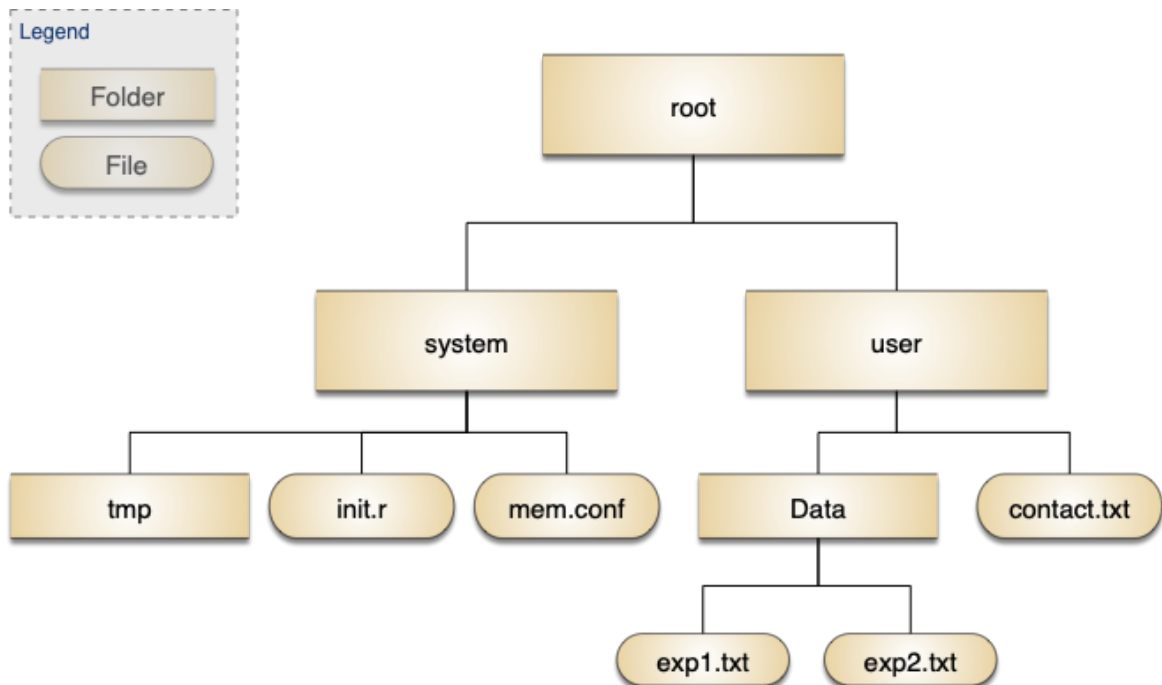 Legend
Folder
File
root
system
user
tmp
init.r
mem.conf
Data
contact.txt
exp1.txt
exp2.txt